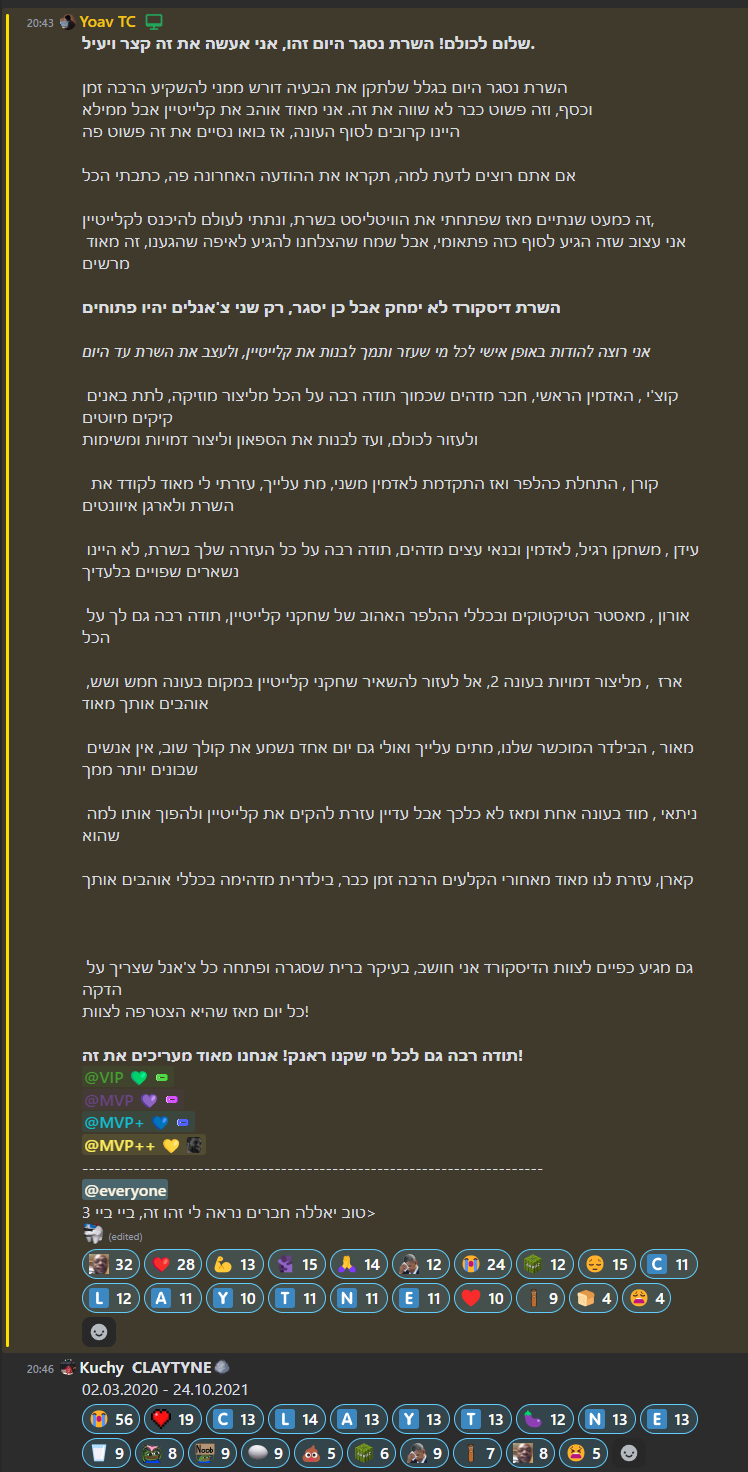 20:43 Yoav TC
שלום לכולם! השרת נסגר היום זהו, אני אעשה את זה קצר ויעיל.
השרת נסגר היום בגלל שלתקן את הבעיה דורש ממני להשקיע הרבה זמן
וכסף, וזה פשוט כבר לא שווה את זה. אני מאוד אוהב את קלייטיין אבל ממילא
היינו קרובים לסוף העונה, אז בואו נסיים את זה פשוט פה
אם אתם רוצים לדעת למה, תקראו את ההודעה האחרונה פה, כתבתי הכל
זה כמעט שנתיים מאז שפתחתי את הוויטליסט בשרת, ונתתי לעולם להיכנס לקלייטיין,
אני עצוב שזה הגיע לסוף כזה פתאומי, אבל שמח שהצלחנו להגיע לאיפה שהגענו, זה מאוד
מרשים
השרת דיסקורד לא ימחק אבל כן יסגר, רק שני צ'אנלים יהיו פתוחים
אני רוצה להודות באופן אישי לכל מי שעזר ותמך לבנות את קלייטיין, ולעצב את השרת עד היום
קוצ'י , האדמין הראשי, חבר מדהים שכמוך תודה רבה על הכל מליצור מוזיקה, לתת באנים
קיקים מיוטים
ולעזור לכולם, ועד לבנות את הספאון וליצור דמויות ומשימות
קורן , התחלת כהלפר ואז התקדמת לאדמין משני, מת עלייך, עזרתי לי מאוד לקודד את
השרת ולארגן איוונטים
עידן , משחקן רגיל, לאדמין ובנאי עצים מדהים, תודה רבה על כל העזרה שלך בשרת, לא היינו
נשארים שפויים בלעדיך
אורון , מאסטר הטיקטוקים ובכללי ההלפר האהוב של שחקני קלייטיין, תודה רבה גם לך על
הכל
ארז , מליצור דמויות בעונה 2, אל לעזור להשאיר שחקני קלייטיין במקום בעונה חמש ושש,
אוהבים אותך מאוד
מאור , הבילדר המוכשר שלנו, מתים עלייך ואולי גם יום אחד נשמע את קולך שוב, אין אנשים
שבונים יותר ממך
ניתאי , מוד בעונה אחת ומאז לא כלכך אבל עדיין עזרת להקים את קלייטיין ולהפוך אותו למה
שהוא
קארן, עזרת לנו מאוד מאחורי הקלעים הרבה זמן כבר, בילדרית מדהימה בכללי אוהבים אותך
גם מגיע כפיים לצוות הדיסקורד אני חושב, בעיקר ברית שסגרה ופתחה כל צ'אנל שצריך על
הדקה
כל יום מאז שהיא הצטרפה לצוות!
תודה רבה גם לכל מי שקנו ראנק! אנחנו מאוד מעריכים את זה!
@VIP 💚
@MVP 💜
@MVP+ 💙
@MVP++ 💛
------------------------------------------------------------------------
@everyone
טוב יאללה חברים נראה לי זהו זה, ביי ביי 3>
(edited)
32 28 13 15 14 12 24 12 15 C 11
L 12 A 11 Y 10 T 11 N 11 E 11 10 9 4 4
20:46 Kuchy CLAYTYNE
02.03.2020 - 24.10.2021
56 19 C 13 L 14 A 13 Y 13 T 13 12 N 13 E 13
9 8 Noob 9 9 5 6 9 7 8 5